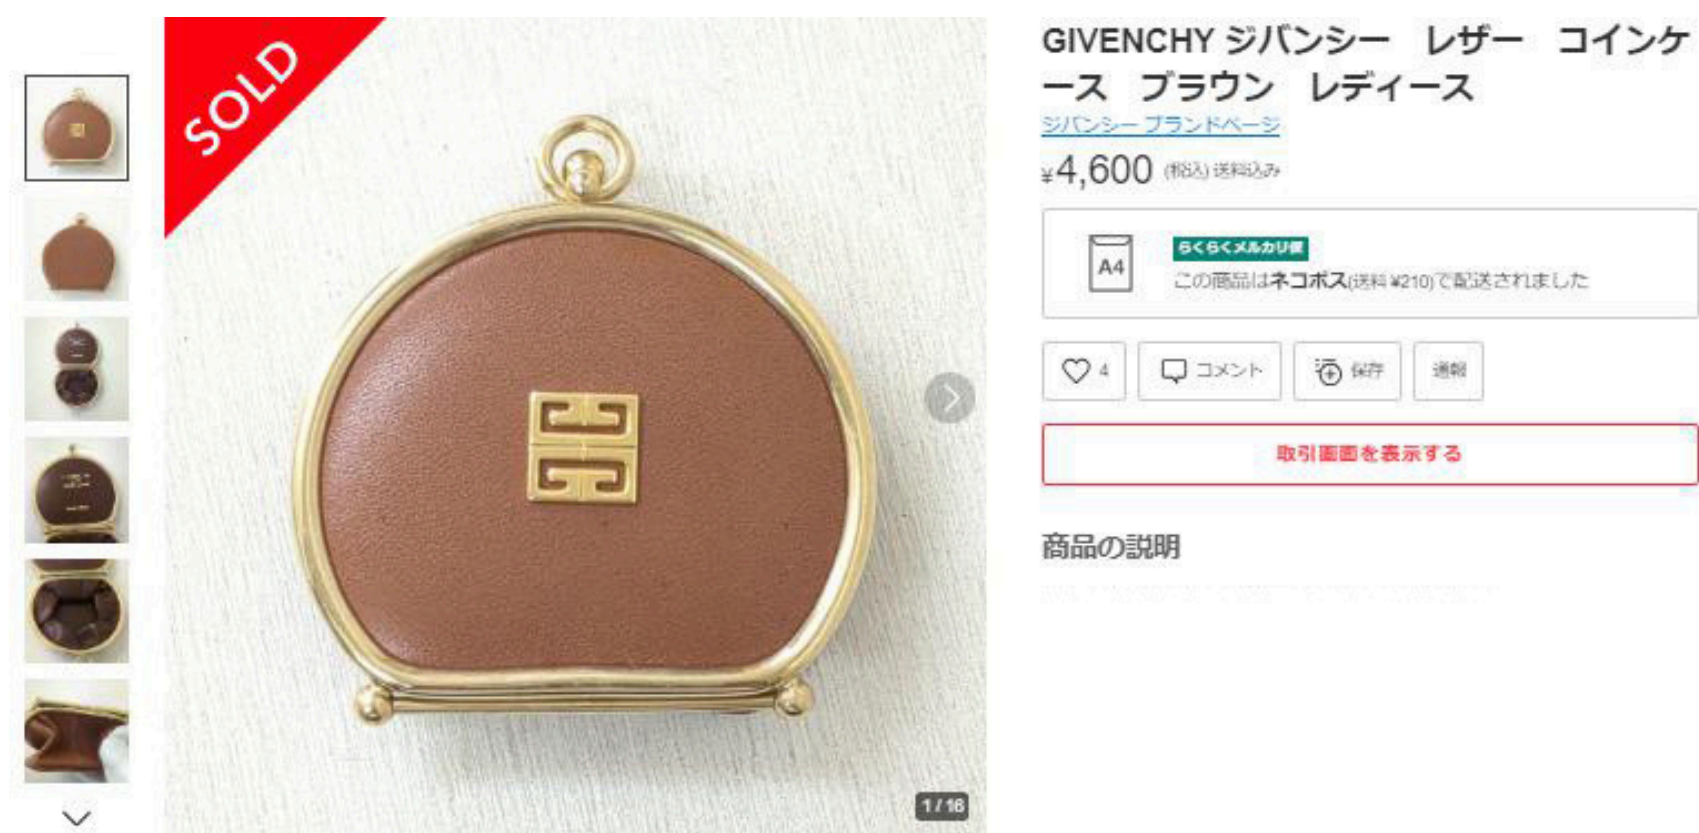 SOLD
1 / 16
GIVENCHY ジバンシー　レザー　コインケ
ース　ブラウン　レディース
ジバンシー ブランドページ
¥4,600 (税込) 送料込み
A4
らくらくメルカリ便
この商品はネコポス(送料 ¥210)で配送されました
4
コメント
保存
通報
取引画面を表示する
商品の説明